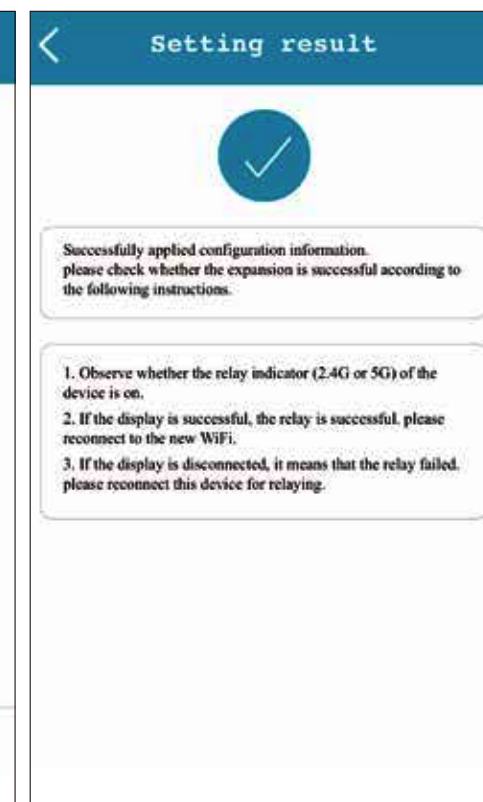 Setting result
Successfully applied configuration information.
please check whether the expansion is successful according to
the following instructions.
1. Observe whether the relay indicator (2.4G or 5G) of the
device is on.
2. If the display is successful, the relay is successful. please
reconnect to the new WiFi.
3. If the display is disconnected, it means that the relay failed.
please reconnect this device for relaying.